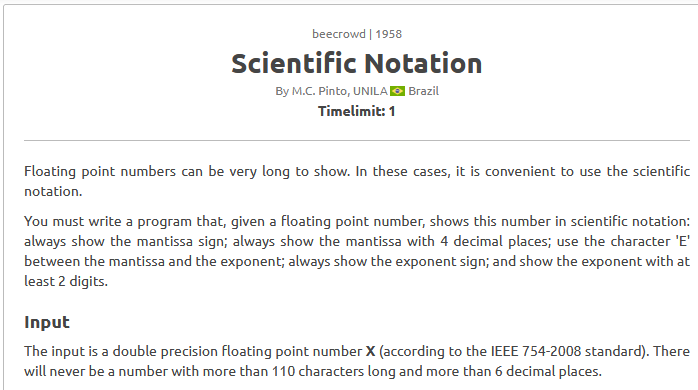 beecrowd | 1958
Scientific Notation
By M.C. Pinto, UNILA Brazil
Timelimit: 1
Floating point numbers can be very long to show. In these cases, it is convenient to use the scientific
notation.
You must write a program that, given a floating point number, shows this number in scientific notation:
always show the mantissa sign; always show the mantissa with 4 decimal places; use the character 'E'
between the mantissa and the exponent; always show the exponent sign; and show the exponent with at
least 2 digits.
Input
The input is a double precision floating point number X (according to the IEEE 754-2008 standard). There
will never be a number with more than 110 characters long and more than 6 decimal places.